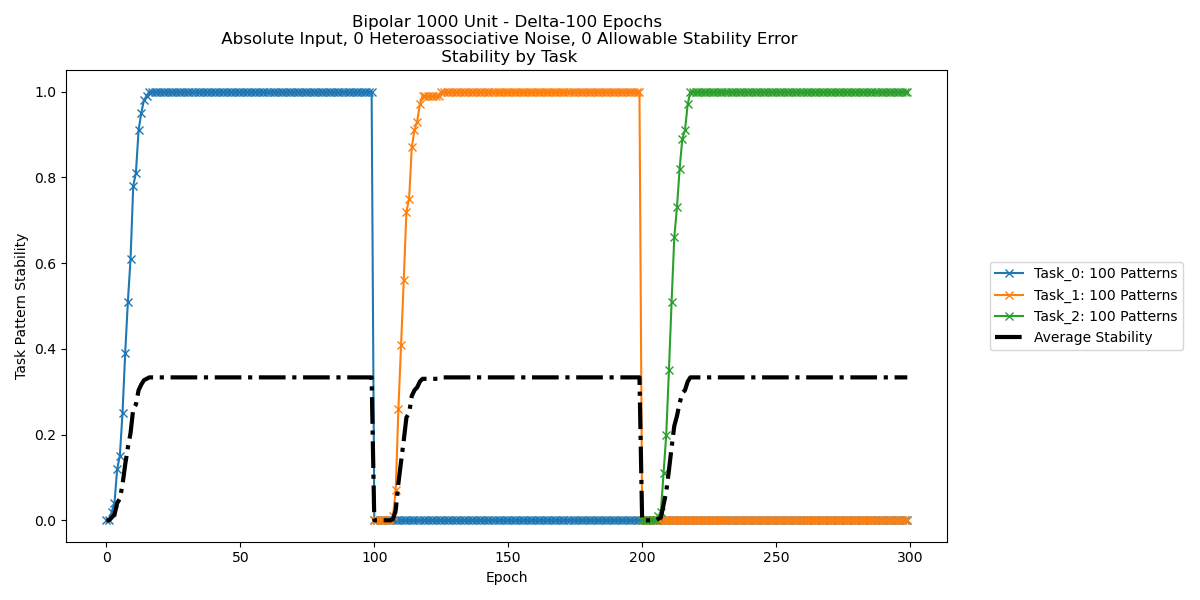 Bipolar 1000 Unit - Delta-100 Epochs
Absolute Input, 0 Heteroassociative Noise, 0 Allowable Stability Error
Stability by Task
Task Pattern Stability
1.0
0.8
0.6
0.4
0.2
0.0
0
50
100
150
200
250
300
Epoch
Task_0: 100 Patterns
Task_1: 100 Patterns
Task_2: 100 Patterns
Average Stability